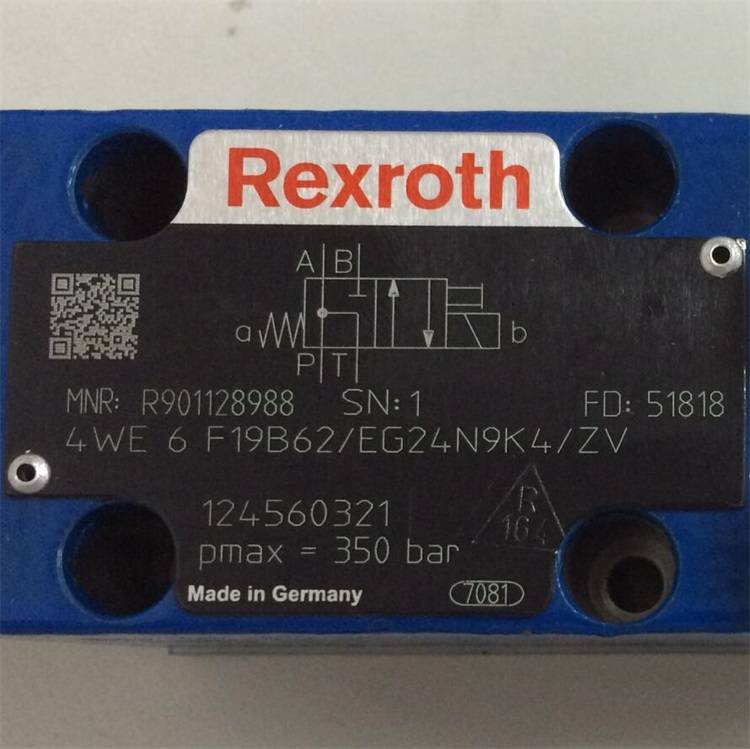 Rexroth
A B
a b
P T
MNR: R901128988 SN: 1 FD: 51818
4WE 6 F19B62/EG24N9K4/ZV
R
164
124560321
pmax = 350 bar
Made in Germany 7081